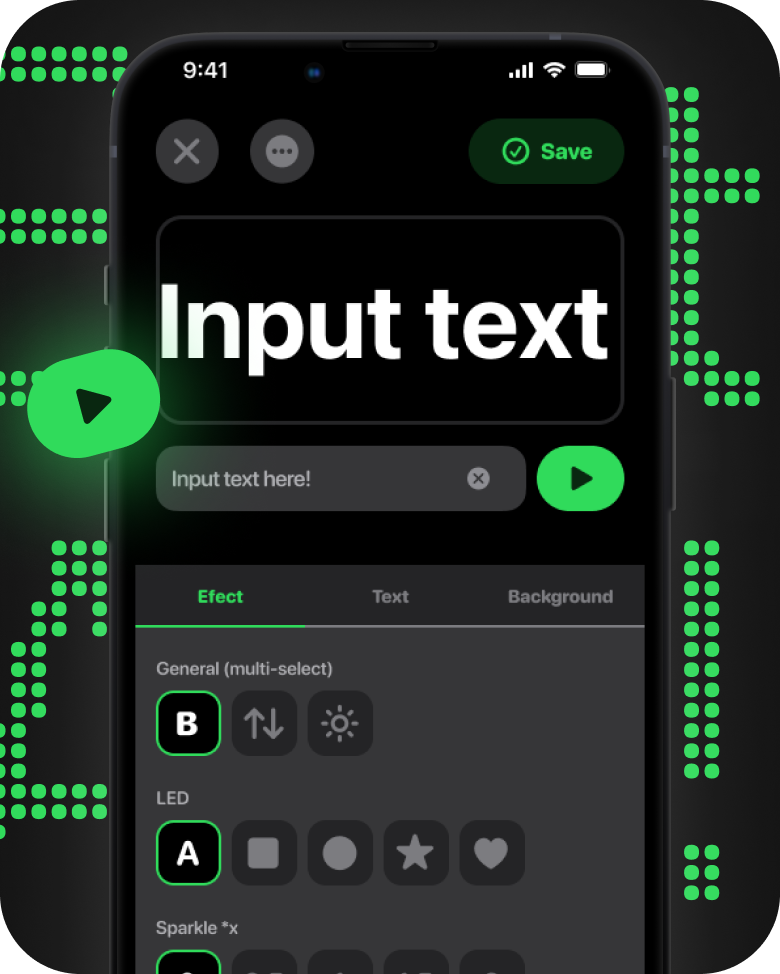 9:41
Save
Input text
Input text here!
Efect
Text
Background
General (multi-select)
B
LED
A
Sparkle *x